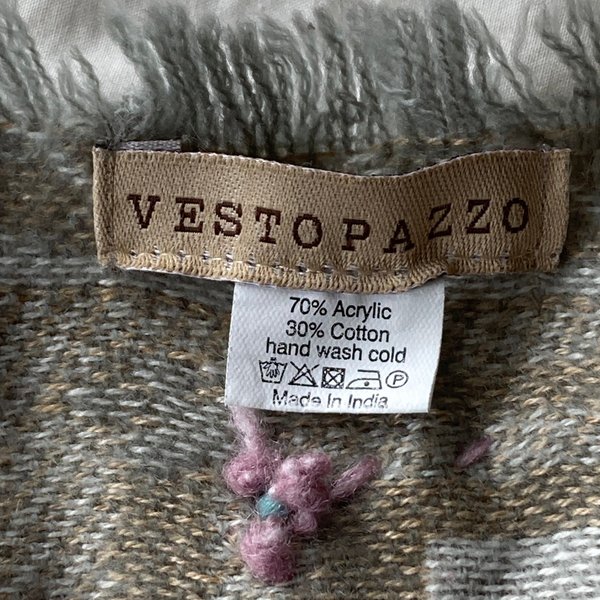 VESTOPAZZO
70% Acrylic
30% Cotton
hand wash cold
P
Made In India